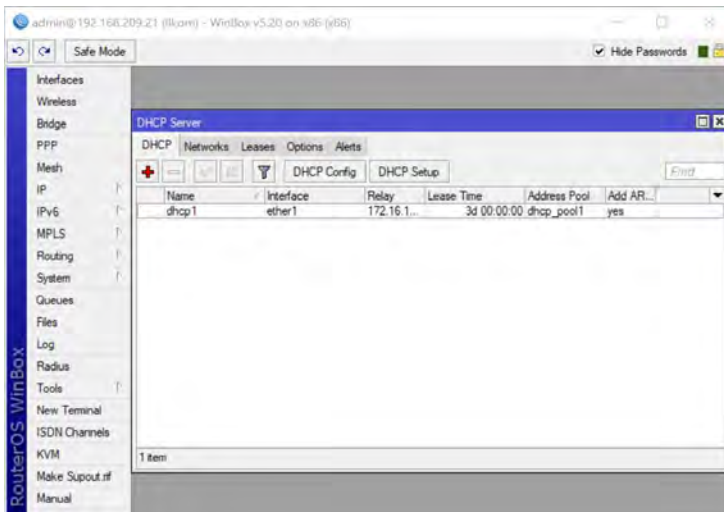 admin@192.168.209.21 (Ilkom) - WinBox v5.20 on x86 (x86)
Safe Mode
Hide Passwords
Interfaces
Wireless
Bridge
PPP
Mesh
IP
IPv6
MPLS
Routing
System
Queues
Files
Log
Radius
Tools
New Terminal
ISDN Channels
KVM
Make Supout.rif
Manual
RouterOS WinBox
DHCP Server
DHCP Networks Leases Options Alerts
DHCP Config DHCP Setup Find
Name Interface Relay Lease Time Address Pool Add AR...
dhcp1 ether1 172.16.1... 3d 00:00:00 dhcp_pool1 yes
1 item